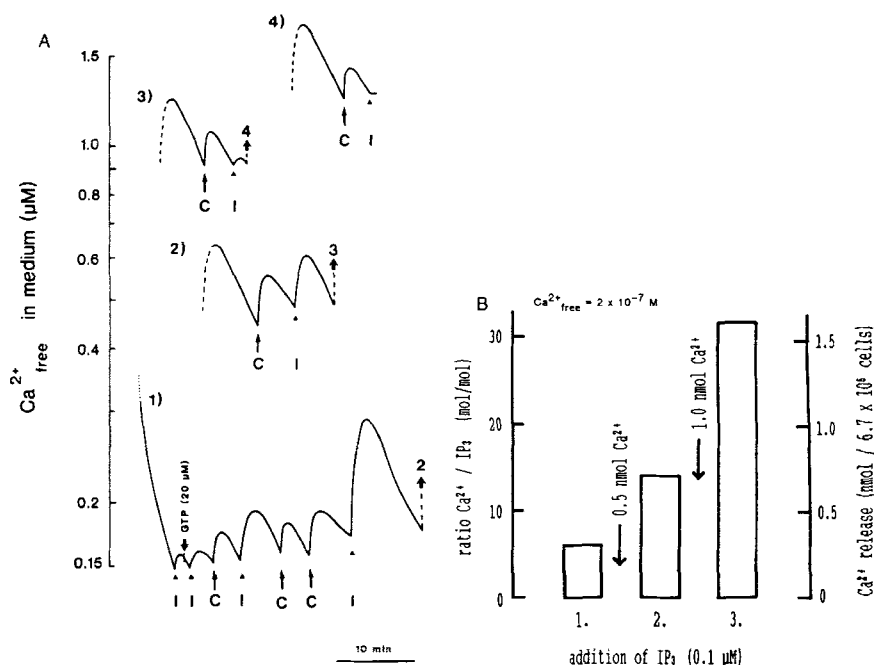 A
Ca²⁺free in medium (μM)
1.5
1.0
0.8
0.6
0.4
0.2
0.15
4)
C I
3)
4
C I
2)
3
C I
1)
GTP (20 μM)
2
I I C I C C I
10 min
B
Ca²⁺free = 2 x 10⁻⁷ M
ratio Ca²⁺ / IP₃ (mol/mol)
30
20
10
0
0.5 nmol Ca²⁺
1.0 nmol Ca²⁺
1.5
1.0
0.5
0
Ca²⁺ release (nmol / 6.7 x 10⁶ cells)
1. 2. 3.
addition of IP₃ (0.1 μM)